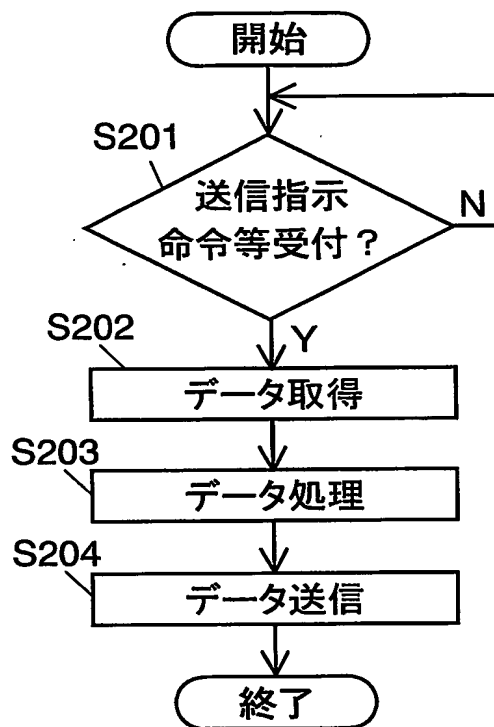 開始
S201
送信指示
命令等受付？
N
Y
S202
データ取得
S203
データ処理
S204
データ送信
終了